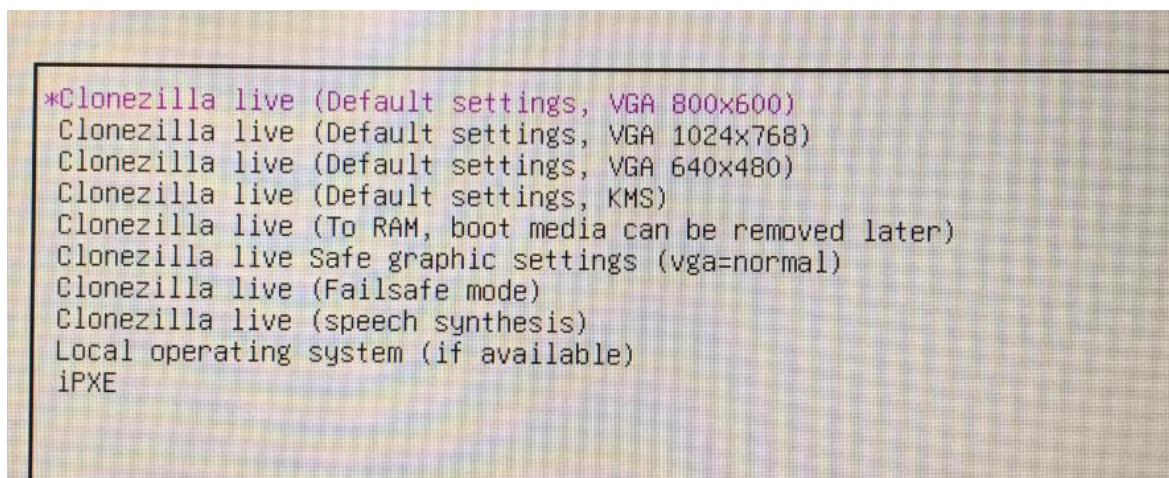 *Clonezilla live (Default settings, VGA 800x600)
Clonezilla live (Default settings, VGA 1024x768)
Clonezilla live (Default settings, VGA 640x480)
Clonezilla live (Default settings, KMS)
Clonezilla live (To RAM, boot media can be removed later)
Clonezilla live Safe graphic settings (vga=normal)
Clonezilla live (Failsafe mode)
Clonezilla live (speech synthesis)
Local operating system (if available)
iPXE